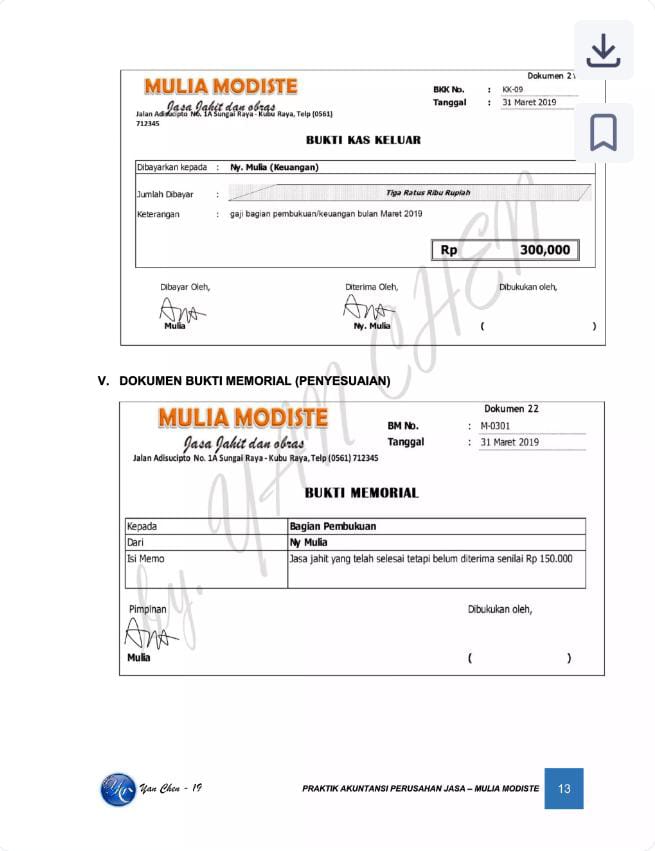 Dokumen 21
MULIA MODISTE
Jasa Jahit dan obras
Jalan Adisucipto No. 1A Sungai Raya - Kubu Raya, Telp (0561)
712345
BKK No. : KK-09
Tanggal : 31 Maret 2019
BUKTI KAS KELUAR
Dibayarkan kepada : Ny. Mulia (Keuangan)
Jumlah Dibayar : Tiga Ratus Ribu Rupiah
Keterangan : gaji bagian pembukuan/keuangan bulan Maret 2019
Rp 300,000
Dibayar Oleh, Diterima Oleh, Dibukukan oleh,
Mulia Ny. Mulia ( )
V. DOKUMEN BUKTI MEMORIAL (PENYESUAIAN)
Dokumen 22
MULIA MODISTE
Jasa Jahit dan obras
Jalan Adisucipto No. 1A Sungai Raya - Kubu Raya, Telp (0561) 712345
BM No. : M-0301
Tanggal : 31 Maret 2019
BUKTI MEMORIAL
Kepada Bagian Pembukuan
Dari Ny Mulia
Isi Memo Jasa jahit yang telah selesai tetapi belum diterima senilai Rp 150.000
Pimpinan Dibukukan oleh,
Mulia ( )
by. YAN CHEN
Yan Chen - 19
PRAKTIK AKUNTANSI PERUSAHAN JASA – MULIA MODISTE 13